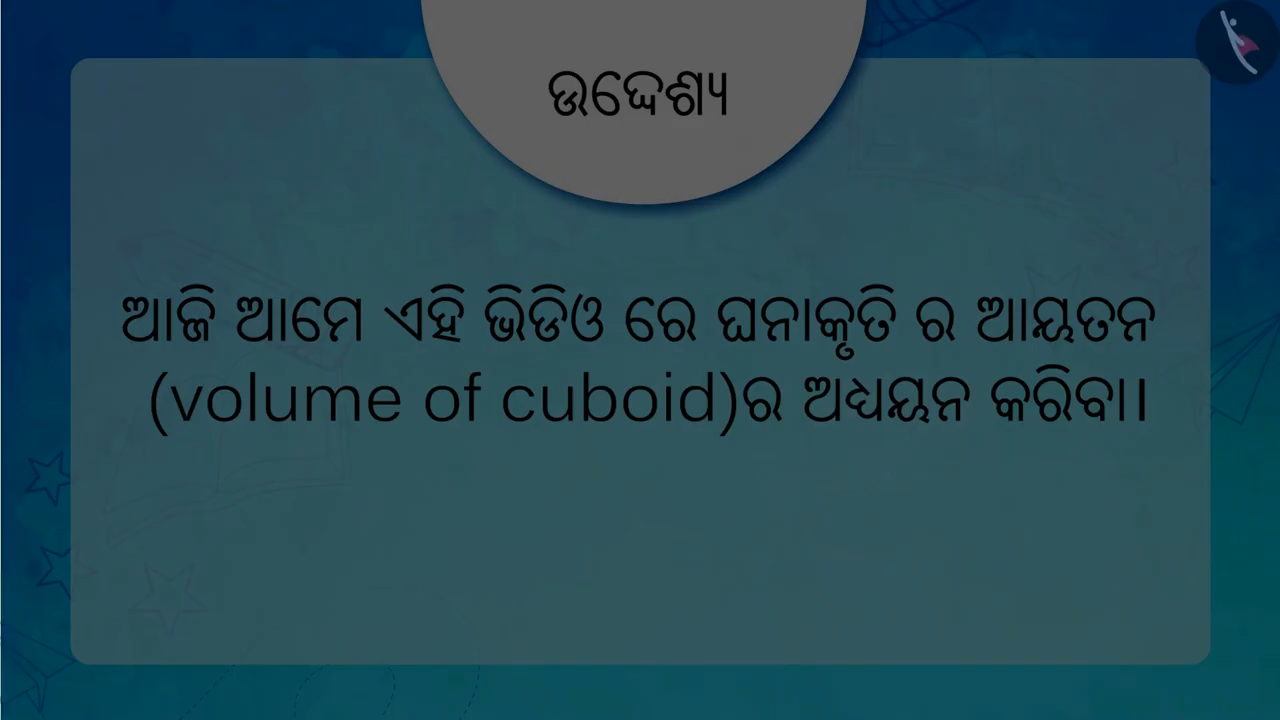 ଉଦ୍ଦେଶ୍ୟ
ଆଜି ଆମେ ଏହି ଭିଡିଓ ରେ ଘନାକୃତି ର ଆୟତନ
(volume of cuboid)ର ଅଧ୍ୟୟନ କରିବା।